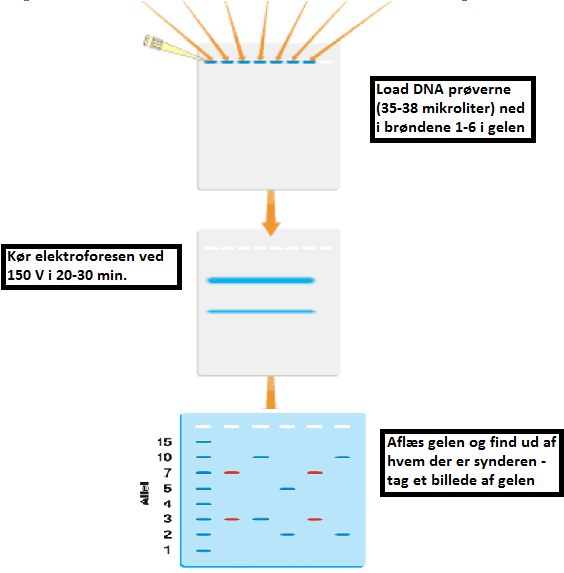 Load DNA prøverne
(35-38 mikroliter) ned
i brøndene 1-6 i gelen
Kør elektroforesen ved
150 V i 20-30 min.
Aflæs gelen og find ud af
hvem der er synderen -
tag et billede af gelen
Allel
15
10
7
5
4
3
2
1